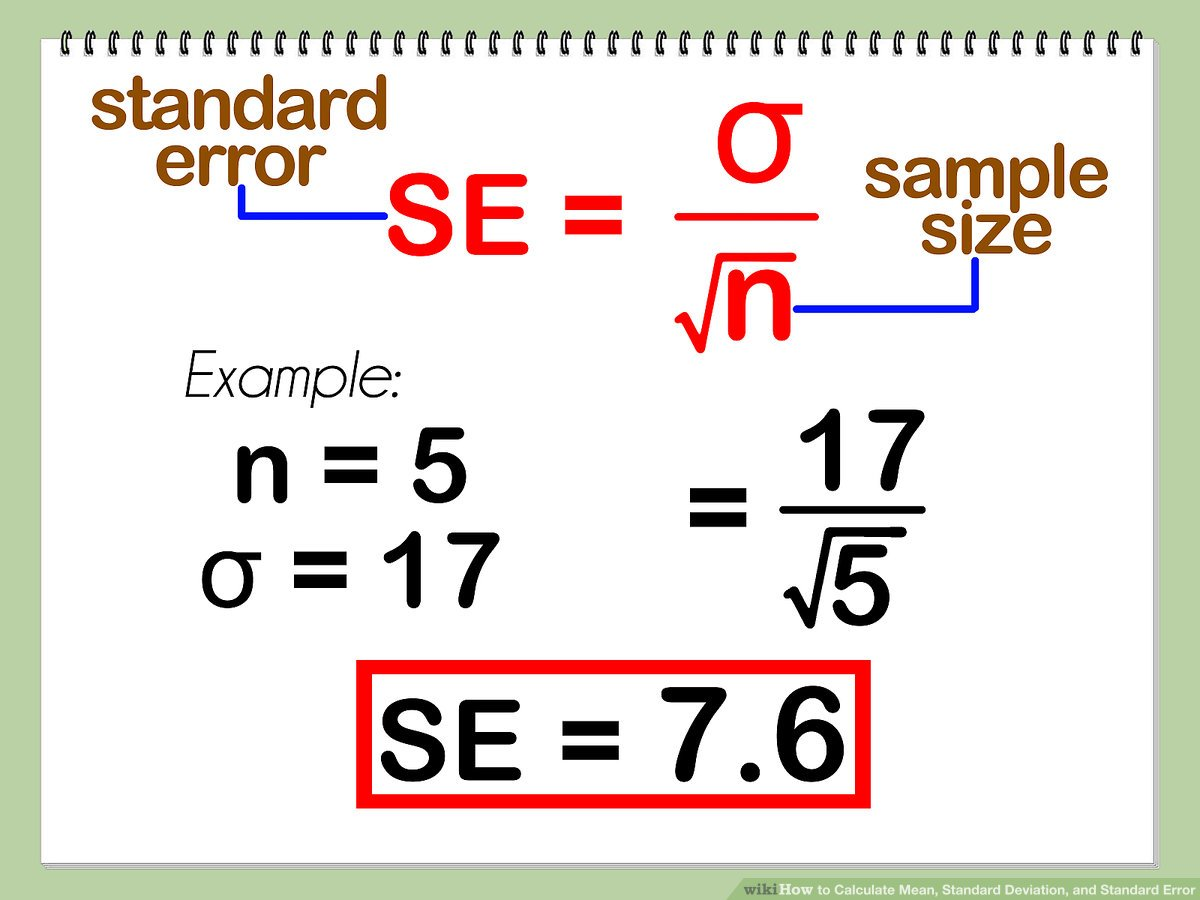 standard
error
SE = σ/√n
sample
size
Example:
n = 5
σ = 17
= 17/√5
SE = 7.6
wikiHow to Calculate Mean, Standard Deviation, and Standard Error